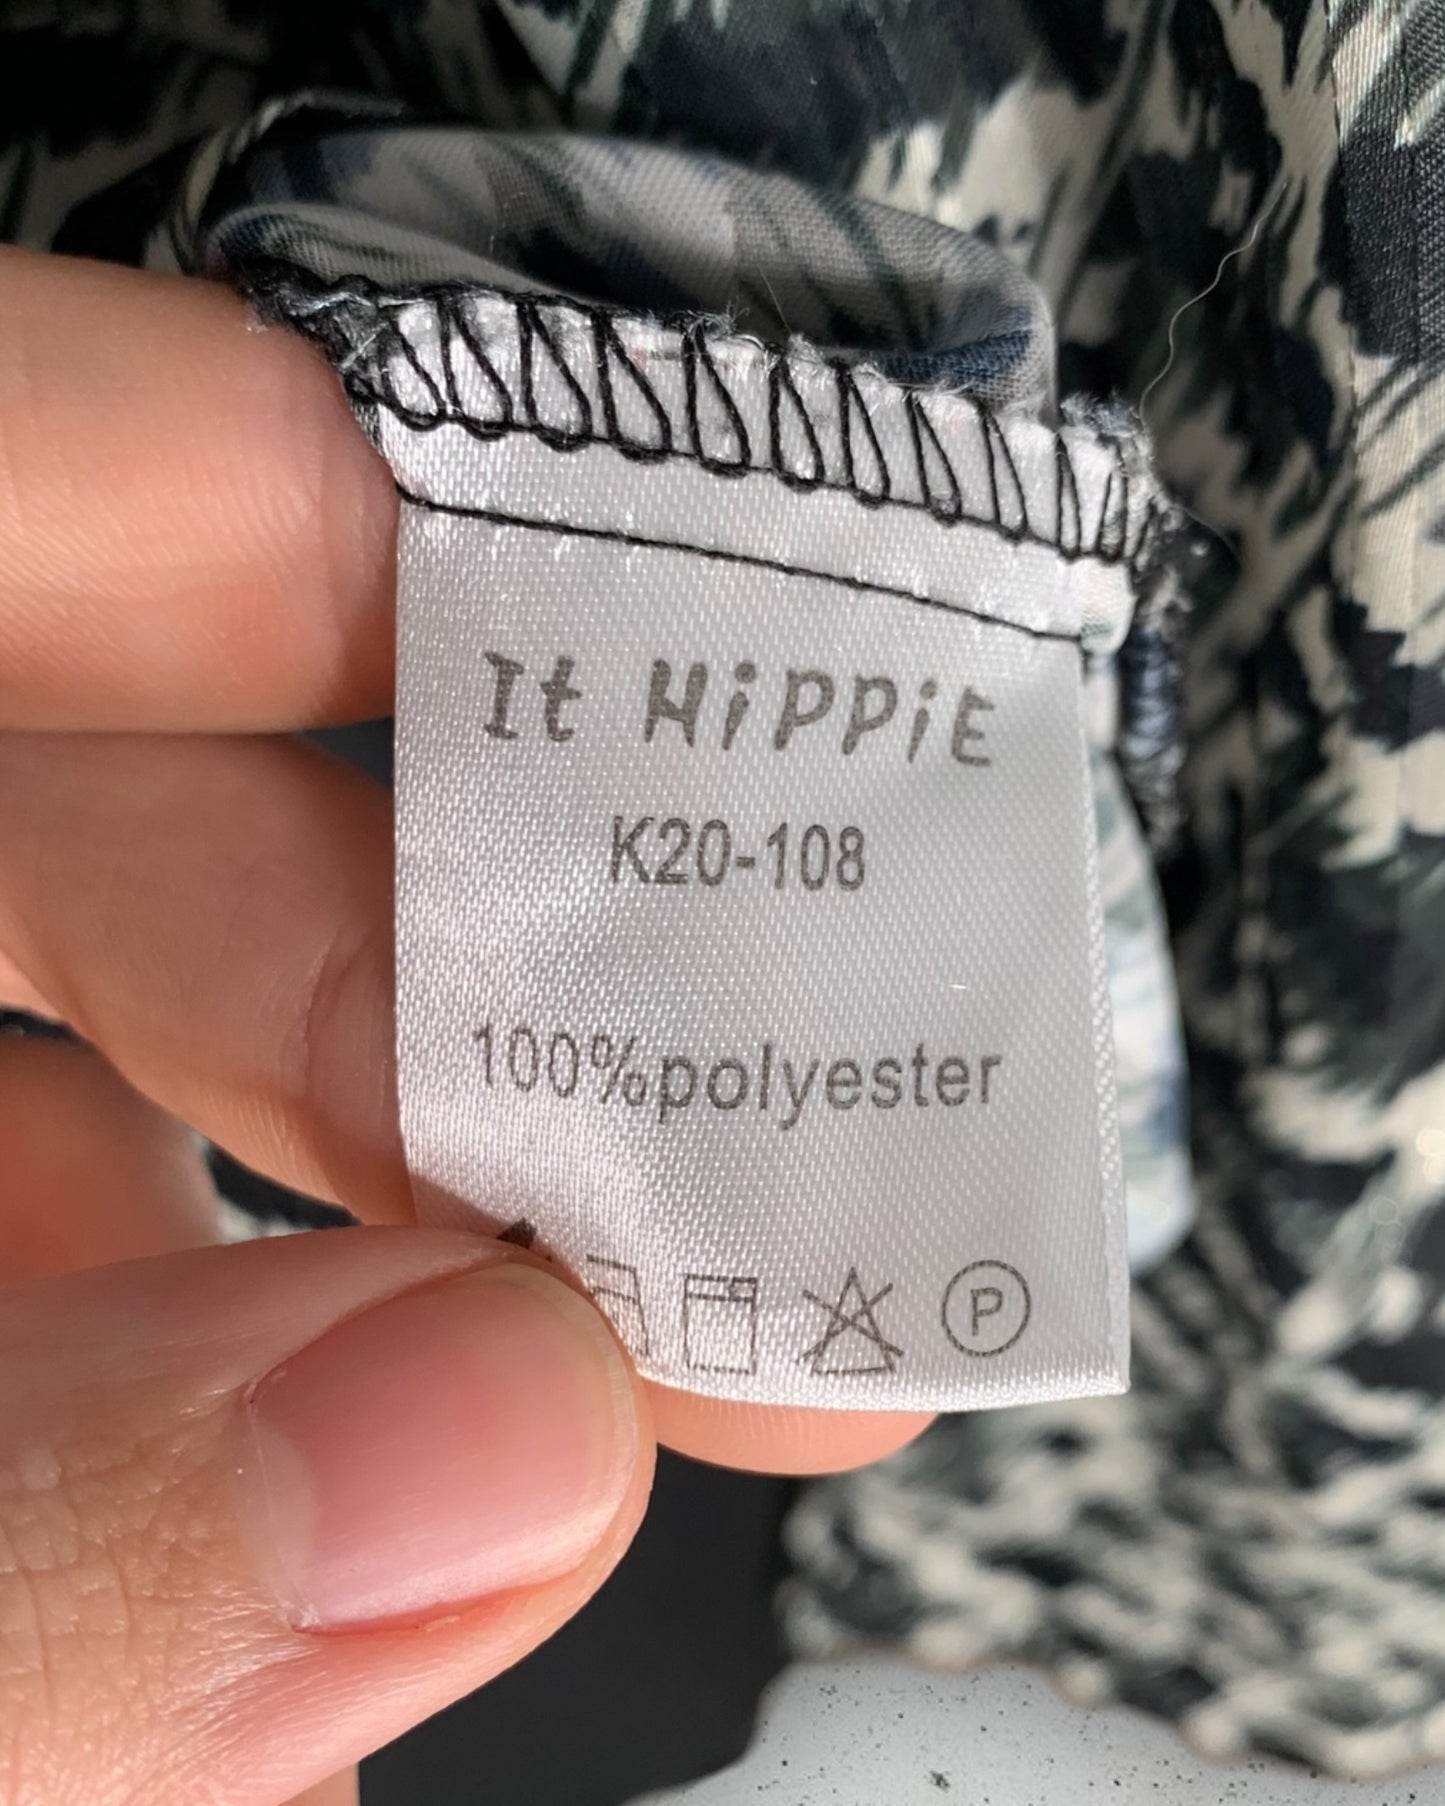 It HiPPiE
K20-108
100%polyester
P